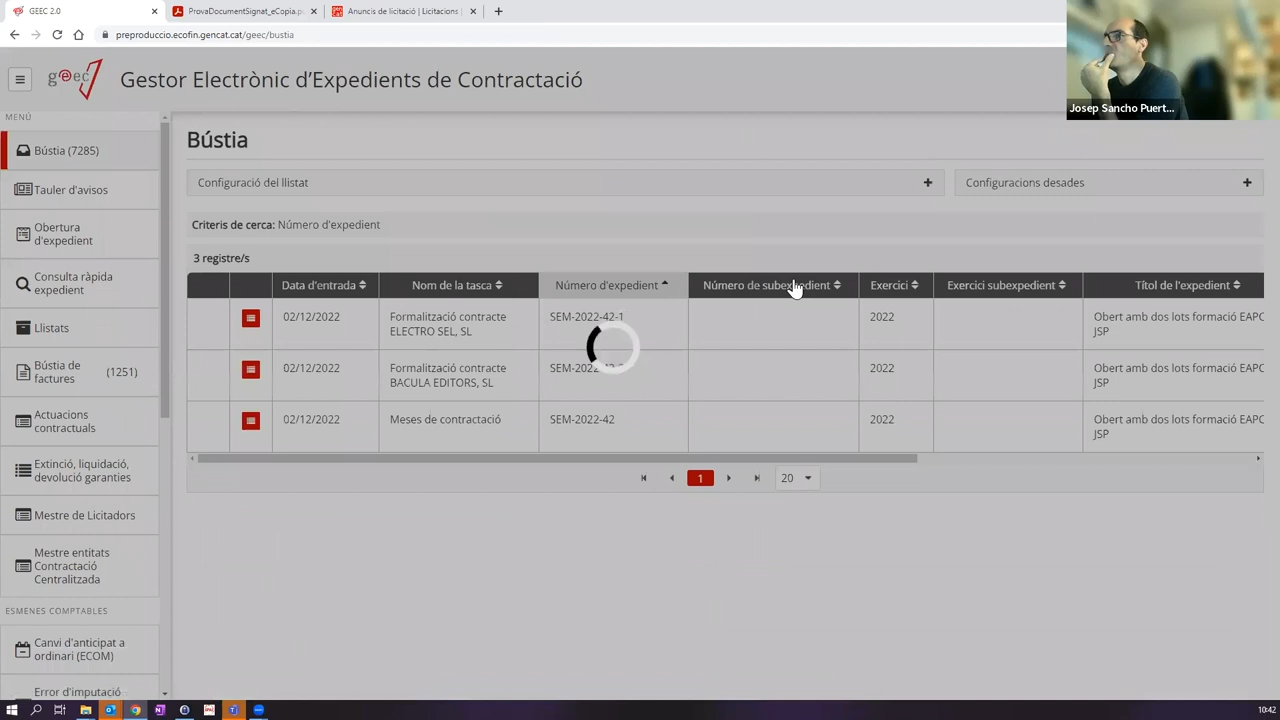 GEEC 2.0
ProvaDocumentSignat_eCopia.p
Anuncis de licitació | Licitacions |
preproduccio.ecofin.gencat.cat/geec/bustia
geec
Gestor Electrònic d'Expedients de Contractació
Josep Sancho Puert...
MENÚ
Bústia (7285)
Tauler d'avisos
Obertura
d'expedient
Consulta ràpida
expedient
Llistats
Bústia de
factures
(1251)
Actuacions
contractuals
Extinció, liquidació,
devolució garanties
Mestre de Licitadors
Mestre entitats
Contractació
Centralitzada
ESMENES COMPTABLES
Canvi d'anticipat a
ordinari (ECOM)
Error d'imputació
Bústia
Configuració del llistat
Configuracions desades
Criteris de cerca: Número d'expedient
3 registre/s
Data d'entrada Nom de la tasca Número d'expedient Número de subexpedient Exercici Exercici subexpedient Títol de l'expedient
02/12/2022 Formalització contracte SEM-2022-42-1 2022 Obert amb dos lots formació EAPC
ELECTRO SEL, SL JSP
02/12/2022 Formalització contracte 2022 Obert amb dos lots formació EAPC
BACULA EDITORS, SL JSP
02/12/2022 Meses de contractació SEM-2022-42 2022 Obert amb dos lots formació EAPC
JSP
1
20
10:42